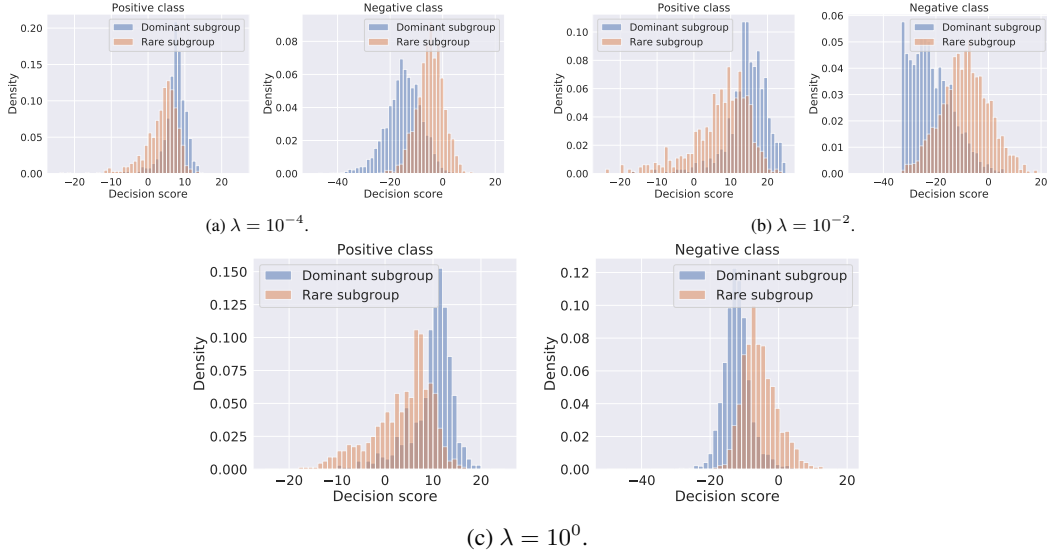 Positive class
Negative class
Dominant subgroup
Rare subgroup
Dominant subgroup
Rare subgroup
Density
0.20
0.15
0.10
0.05
0.00
Density
0.08
0.06
0.04
0.02
0.00
−20 −10 0 10 20
Decision score
−40 −20 0 20
Decision score
(a) λ = 10⁻⁴.
Positive class
Negative class
Dominant subgroup
Rare subgroup
Dominant subgroup
Rare subgroup
Density
0.10
0.08
0.06
0.04
0.02
0.00
Density
0.06
0.05
0.04
0.03
0.02
0.01
0.00
−20 −10 0 10 20
Decision score
−40 −20 0 20
Decision score
(b) λ = 10⁻².
Positive class
Negative class
Dominant subgroup
Rare subgroup
Dominant subgroup
Rare subgroup
Density
0.150
0.125
0.100
0.075
0.050
0.025
0.000
Density
0.12
0.10
0.08
0.06
0.04
0.02
0.00
−20 −10 0 10 20
Decision score
−40 −20 0 20
Decision score
(c) λ = 10⁰.